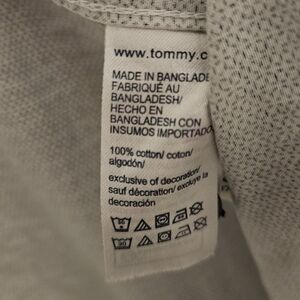 www.tommy.c
MADE IN BANGLADE
FABRIQUÉ AU
BANGLADESH/
HECHO EN
BANGLADESH CON
INSUMOS IMPORTADO
100% cotton/ coton/
algodón/
exclusive of decoration/
sauf décoration/ excluye la
decoración